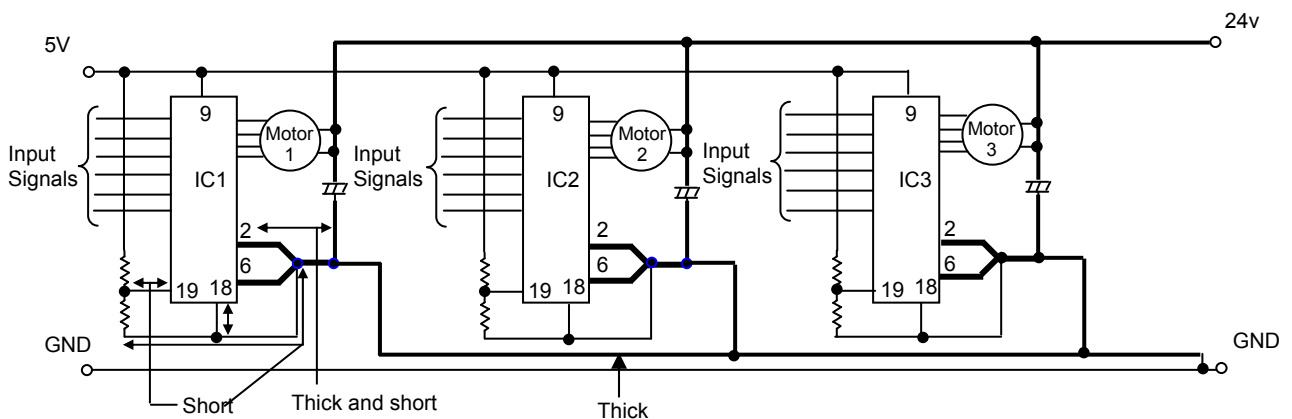 24v
5V
9
9
9
Motor
1
Motor
2
Motor
3
Input
Signals
IC1
Input
Signals
IC2
Input
Signals
IC3
2
6
19
18
2
6
19
18
2
6
19
18
GND
GND
Short
Thick and short
Thick